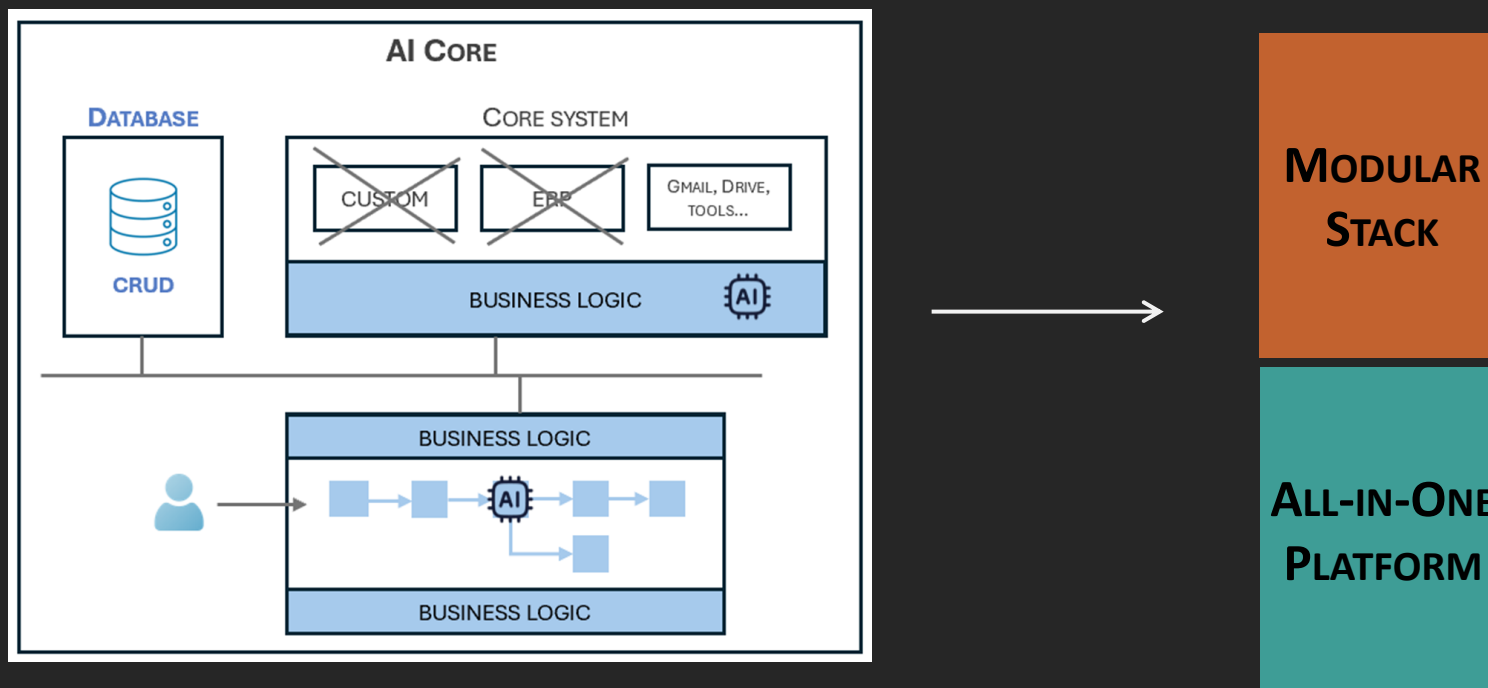 AI Core
Database
Core system
CUSTOM
ERP
Gmail, Drive,
tools...
CRUD
BUSINESS LOGIC
AI
BUSINESS LOGIC
AI
BUSINESS LOGIC
Modular
Stack
All-in-One
Platform